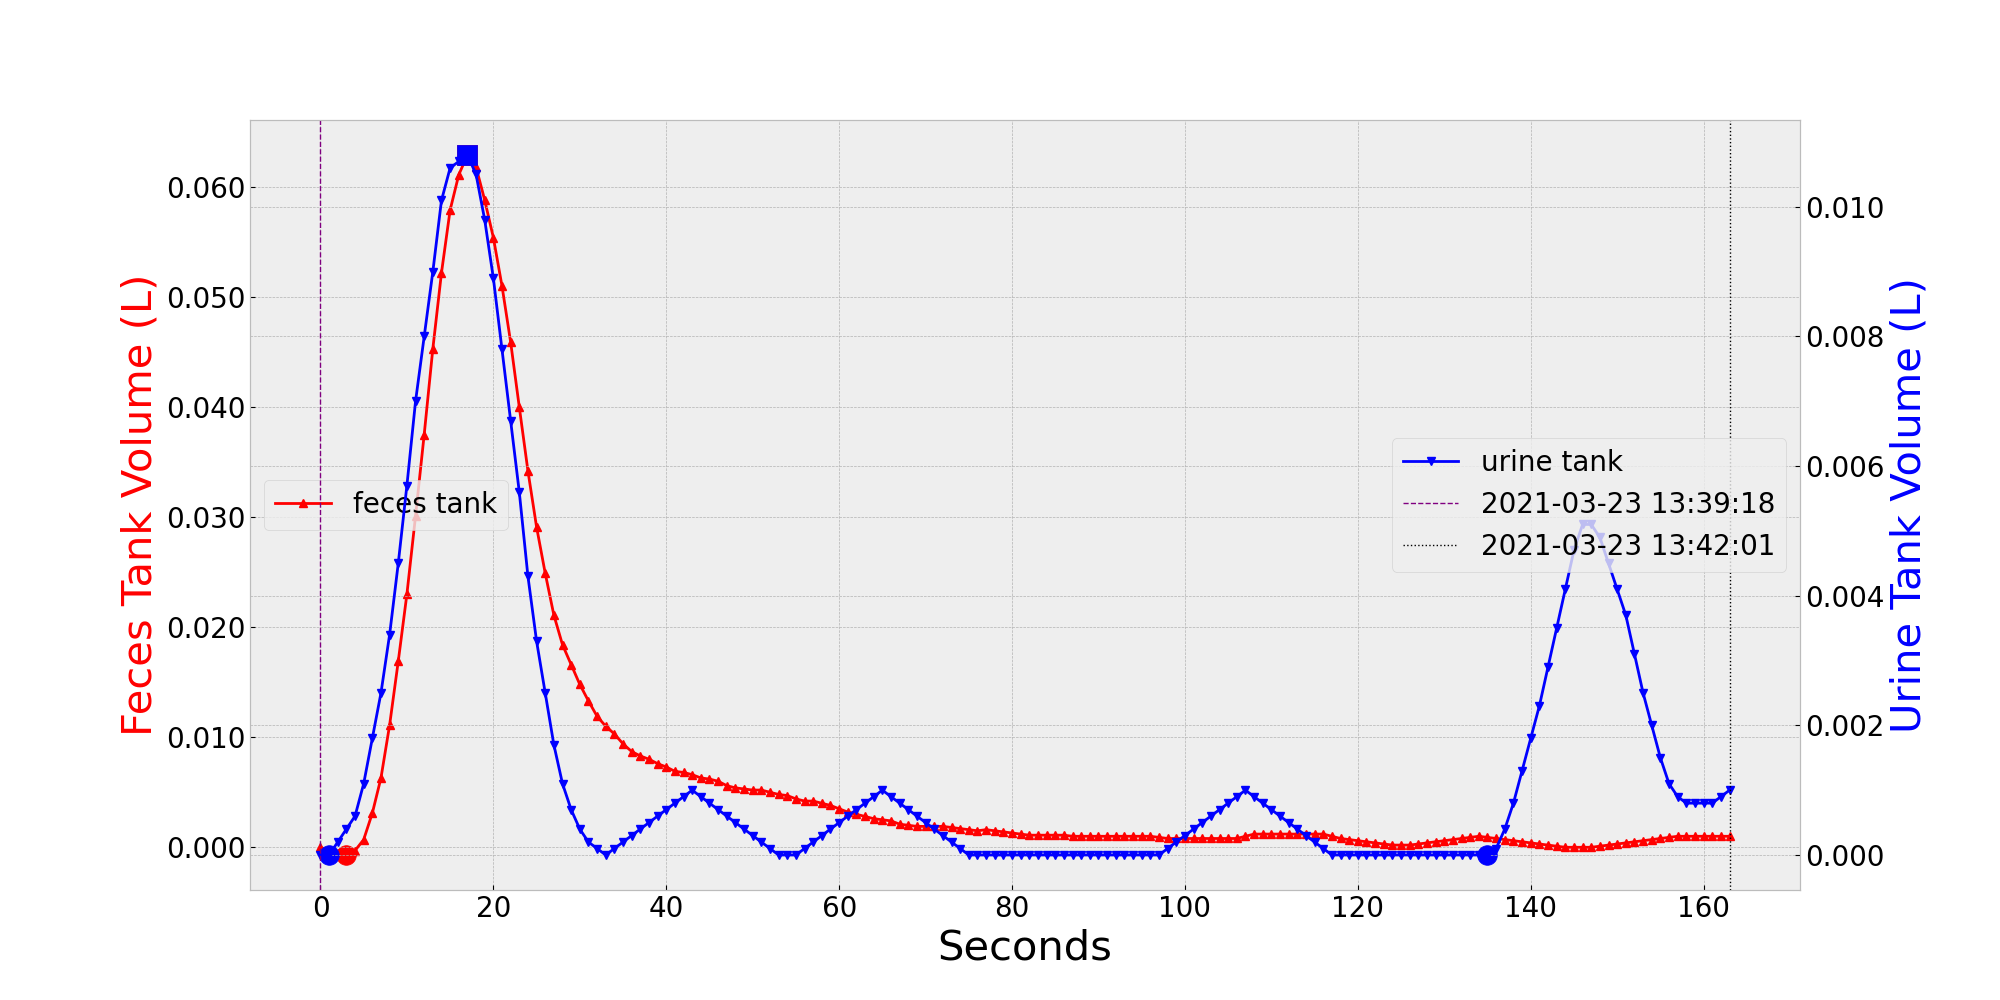 Feces Tank Volume (L)
0.060
0.050
0.040
0.030
0.020
0.010
0.000
feces tank
urine tank
2021-03-23 13:39:18
2021-03-23 13:42:01
0.010
0.008
0.006
0.004
0.002
0.000
Urine Tank Volume (L)
0 20 40 60 80 100 120 140 160
Seconds